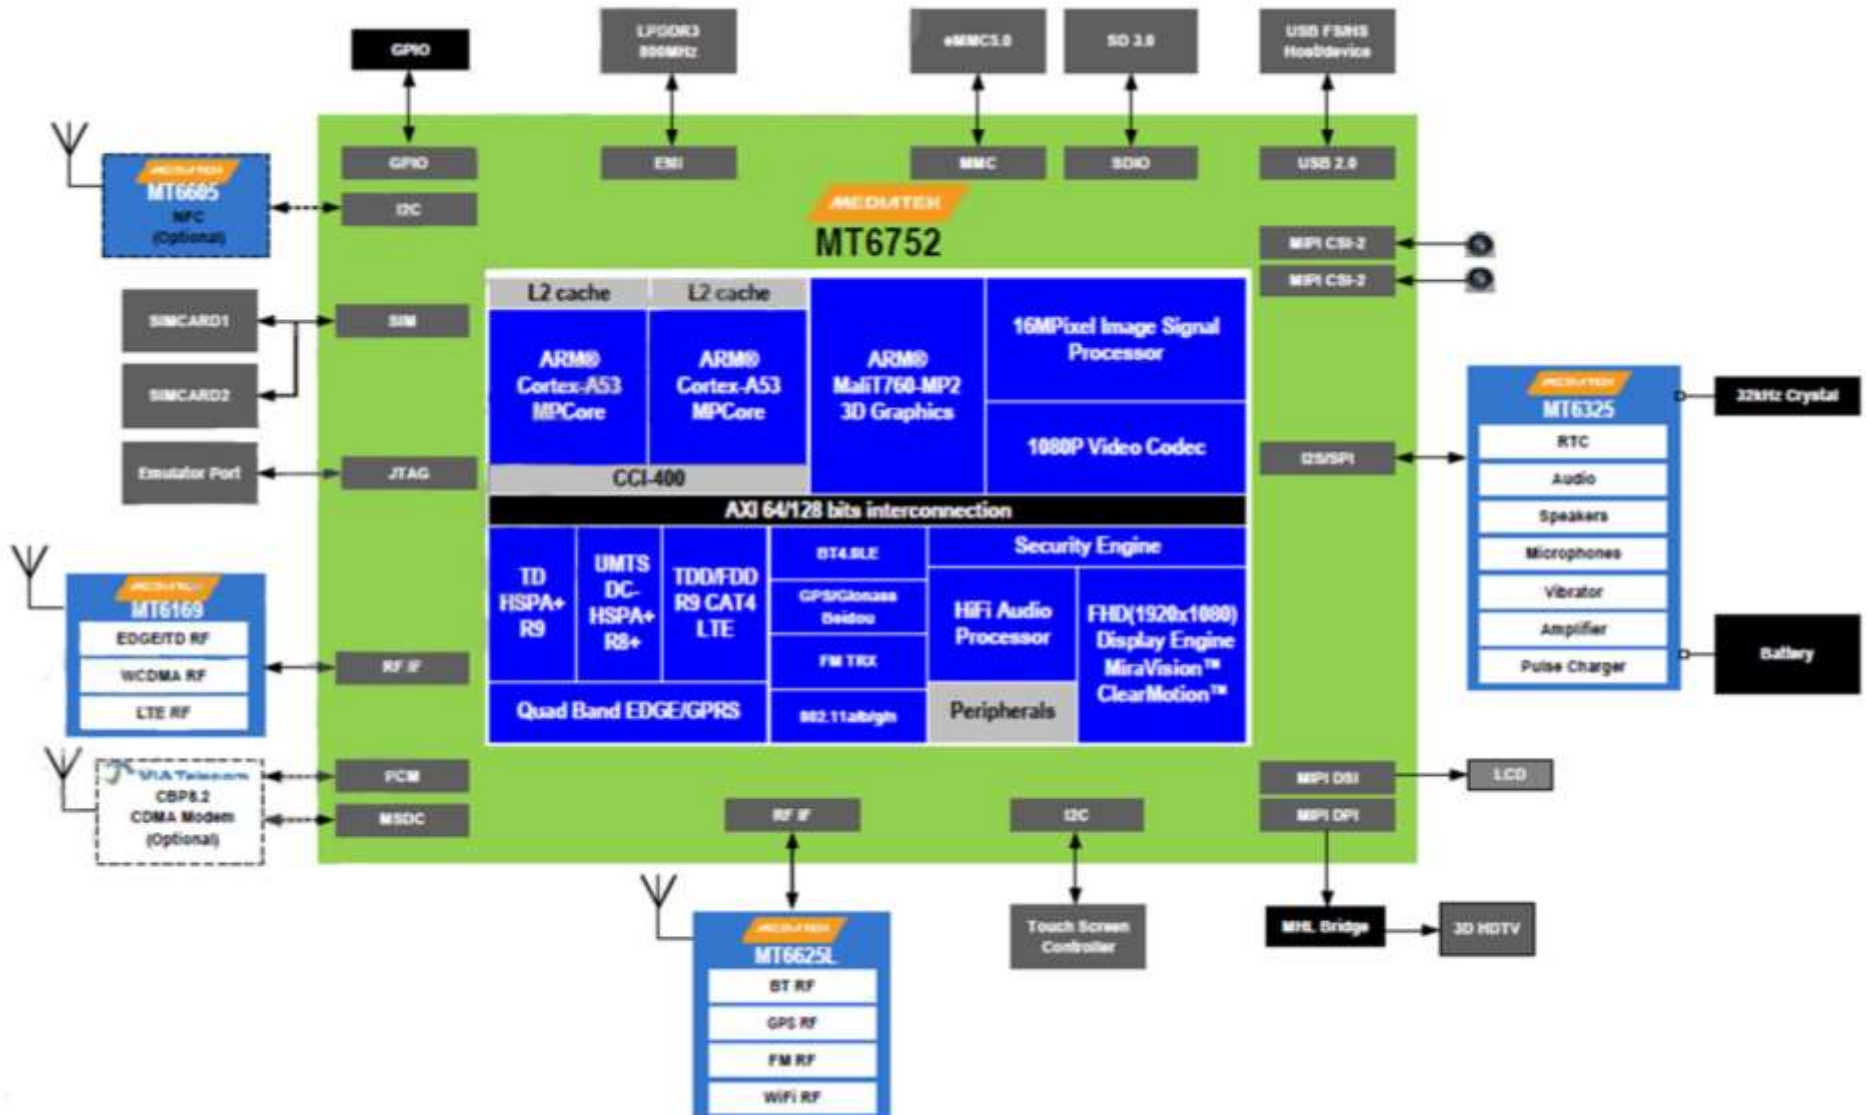 GPIO
LPDDR3
800MHz
eMMC5.0
SD 3.0
USB FS/HS
Host/device
GPIO
EMI
MMC
SDIO
USB 2.0
MEDIATEK
MT6605
NFC
(Optional)
I2C
MEDIATEK
MT6752
MIPI CSI-2
MIPI CSI-2
SIMCARD1
SIMCARD2
SIM
Emulator Port
JTAG
L2 cache
L2 cache
ARM®
Cortex-A53
MPCore
ARM®
Cortex-A53
MPCore
CCI-400
ARM®
MaliT760-MP2
3D Graphics
16MPixel Image Signal
Processor
1080P Video Codec
AXI 64/128 bits interconnection
TD
HSPA+
R9
UMTS
DC-
HSPA+
R8+
TDD/FDD
R9 CAT4
LTE
Quad Band EDGE/GPRS
BT4.0LE
GPS/Glonass
Beidou
FM TRX
802.11a/b/g/n
Security Engine
HiFi Audio
Processor
Peripherals
FHD(1920x1080)
Display Engine
MiraVision™
ClearMotion™
I2S/SPI
MEDIATEK
MT6325
RTC
Audio
Speakers
Microphones
Vibrator
Amplifier
Pulse Charger
32kHz Crystal
Battery
MEDIATEK
MT6169
EDGE/TD RF
WCDMA RF
LTE RF
RF IF
VIA Telecom
CBP8.2
CDMA Modem
(Optional)
PCM
MSDC
RF IF
I2C
MIPI DSI
MIPI DPI
LCD
MEDIATEK
MT6625L
BT RF
GPS RF
FM RF
WiFi RF
Touch Screen
Controller
MHL Bridge
3D HDTV